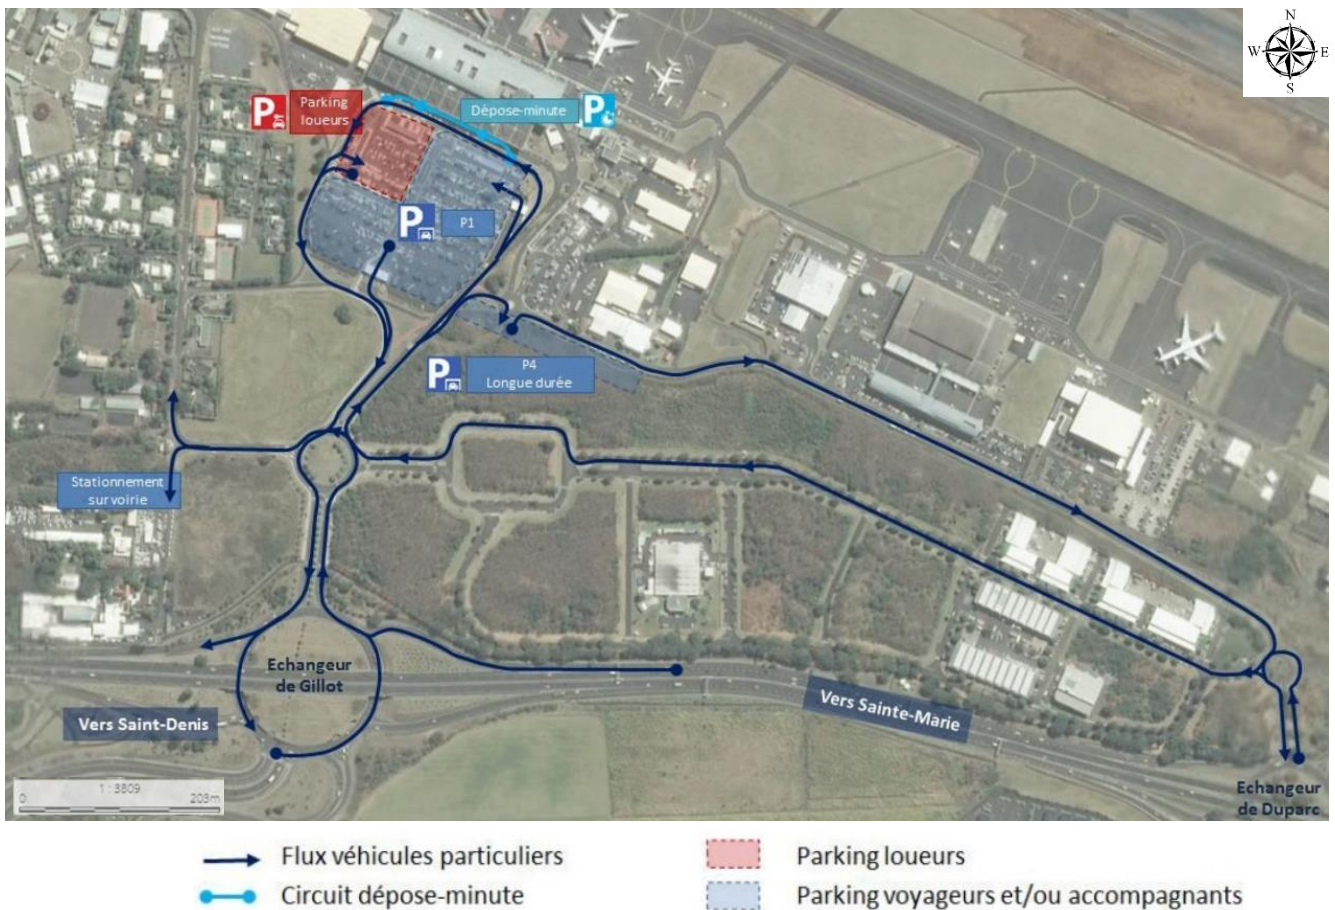 N
W E
S
P
Parking
loueurs
Dépose-minute
P
P
P1
P
P4
Longue durée
Stationnement
sur voirie
Echangeur
de Gillot
Vers Saint-Denis
Vers Sainte-Marie
Echangeur
de Duparc
1 : 3809
0 203m
Flux véhicules particuliers
Parking loueurs
Circuit dépose-minute
Parking voyageurs et/ou accompagnants